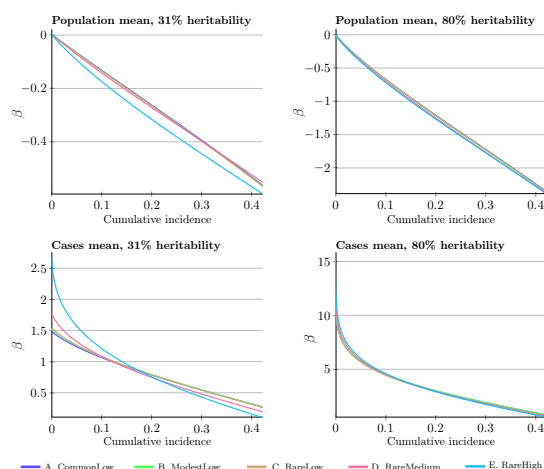 Population mean, 31% heritability
0
−0.2
−0.4
β
0 0.1 0.2 0.3 0.4
Cumulative incidence
Population mean, 80% heritability
0
−0.5
−1
−1.5
−2
β
0 0.1 0.2 0.3 0.4
Cumulative incidence
Cases mean, 31% heritability
2.5
2
1.5
1
0.5
β
0 0.1 0.2 0.3 0.4
Cumulative incidence
Cases mean, 80% heritability
15
10
5
β
0 0.1 0.2 0.3 0.4
Cumulative incidence
A. CommonLow B. ModestLow C. RareLow D. RareMedium E. RareHigh